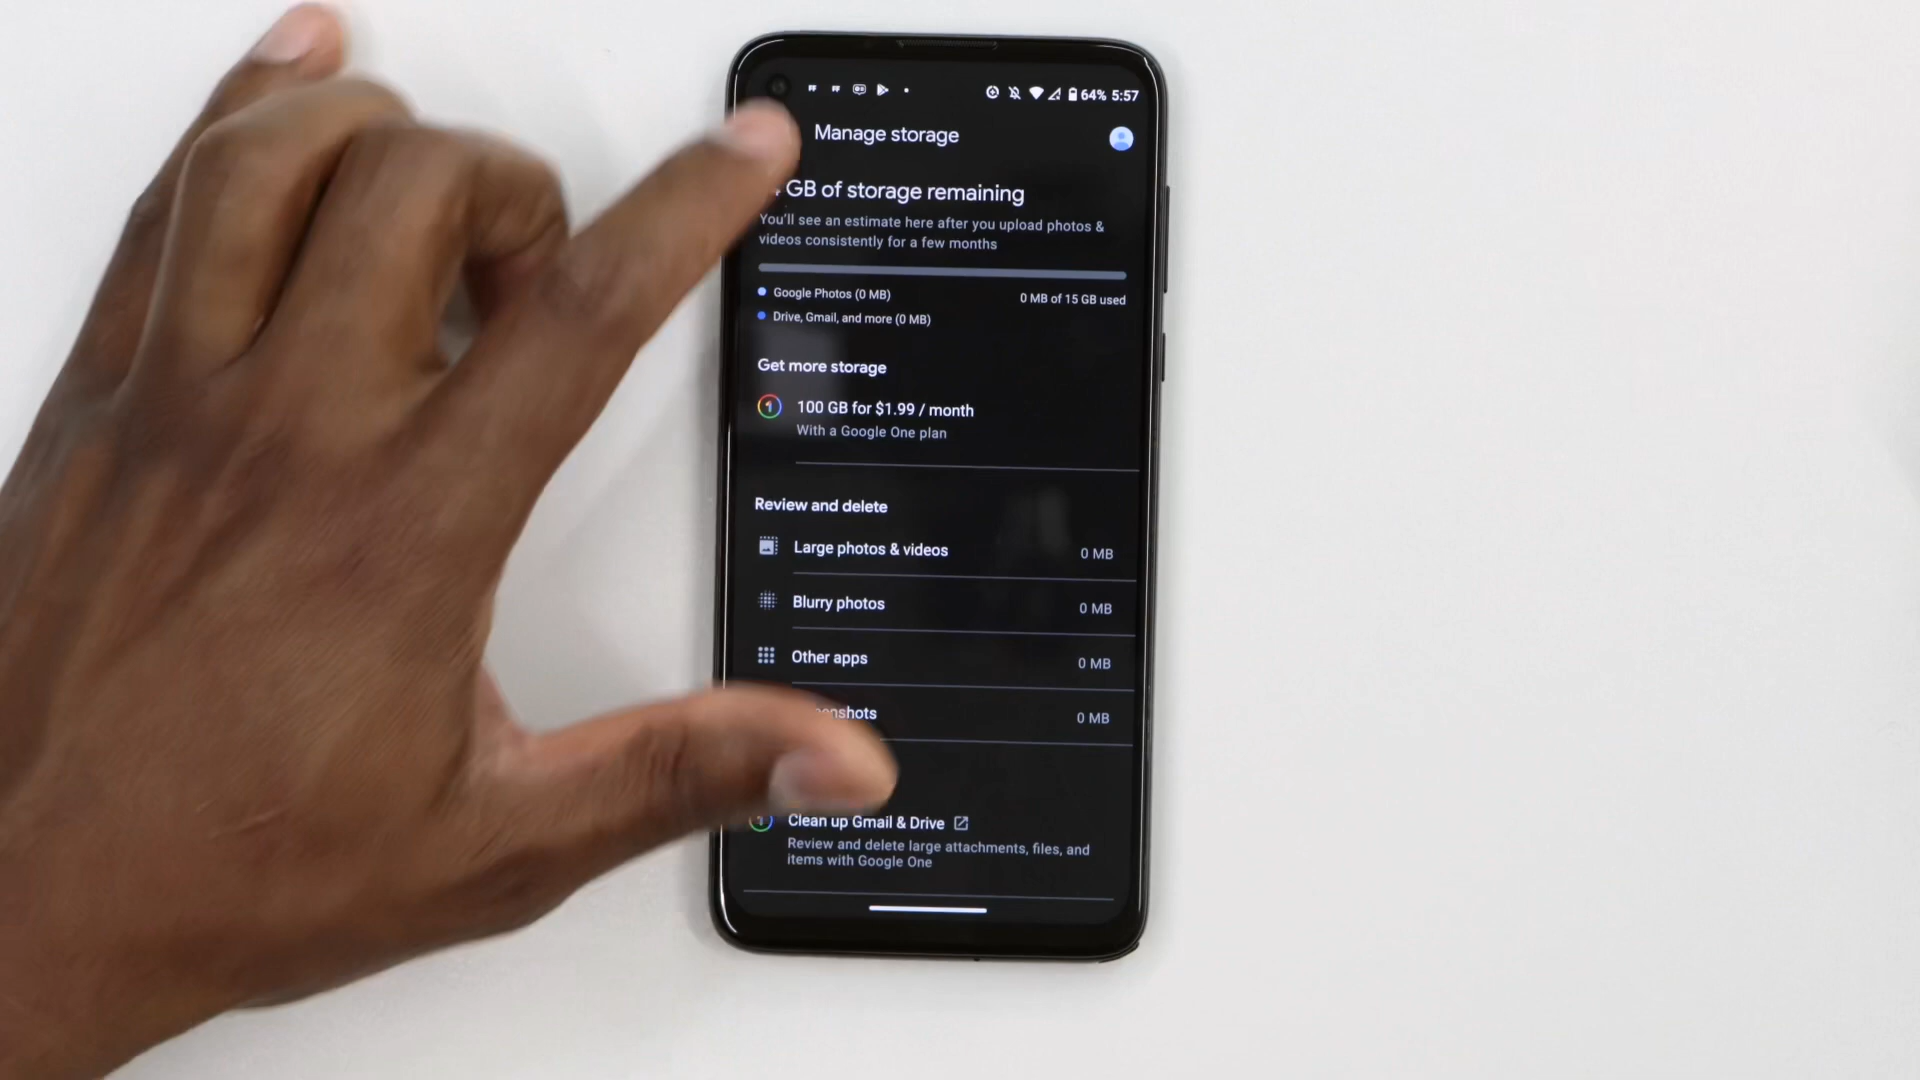 64% 5:57
Manage storage
GB of storage remaining
You'll see an estimate here after you upload photos &
videos consistently for a few months
Google Photos (0 MB)
0 MB of 15 GB used
Drive, Gmail, and more (0 MB)
Get more storage
100 GB for $1.99 / month
With a Google One plan
Review and delete
Large photos & videos
0 MB
Blurry photos
0 MB
Other apps
0 MB
0 MB
Clean up Gmail & Drive
Review and delete large attachments, files, and
items with Google One